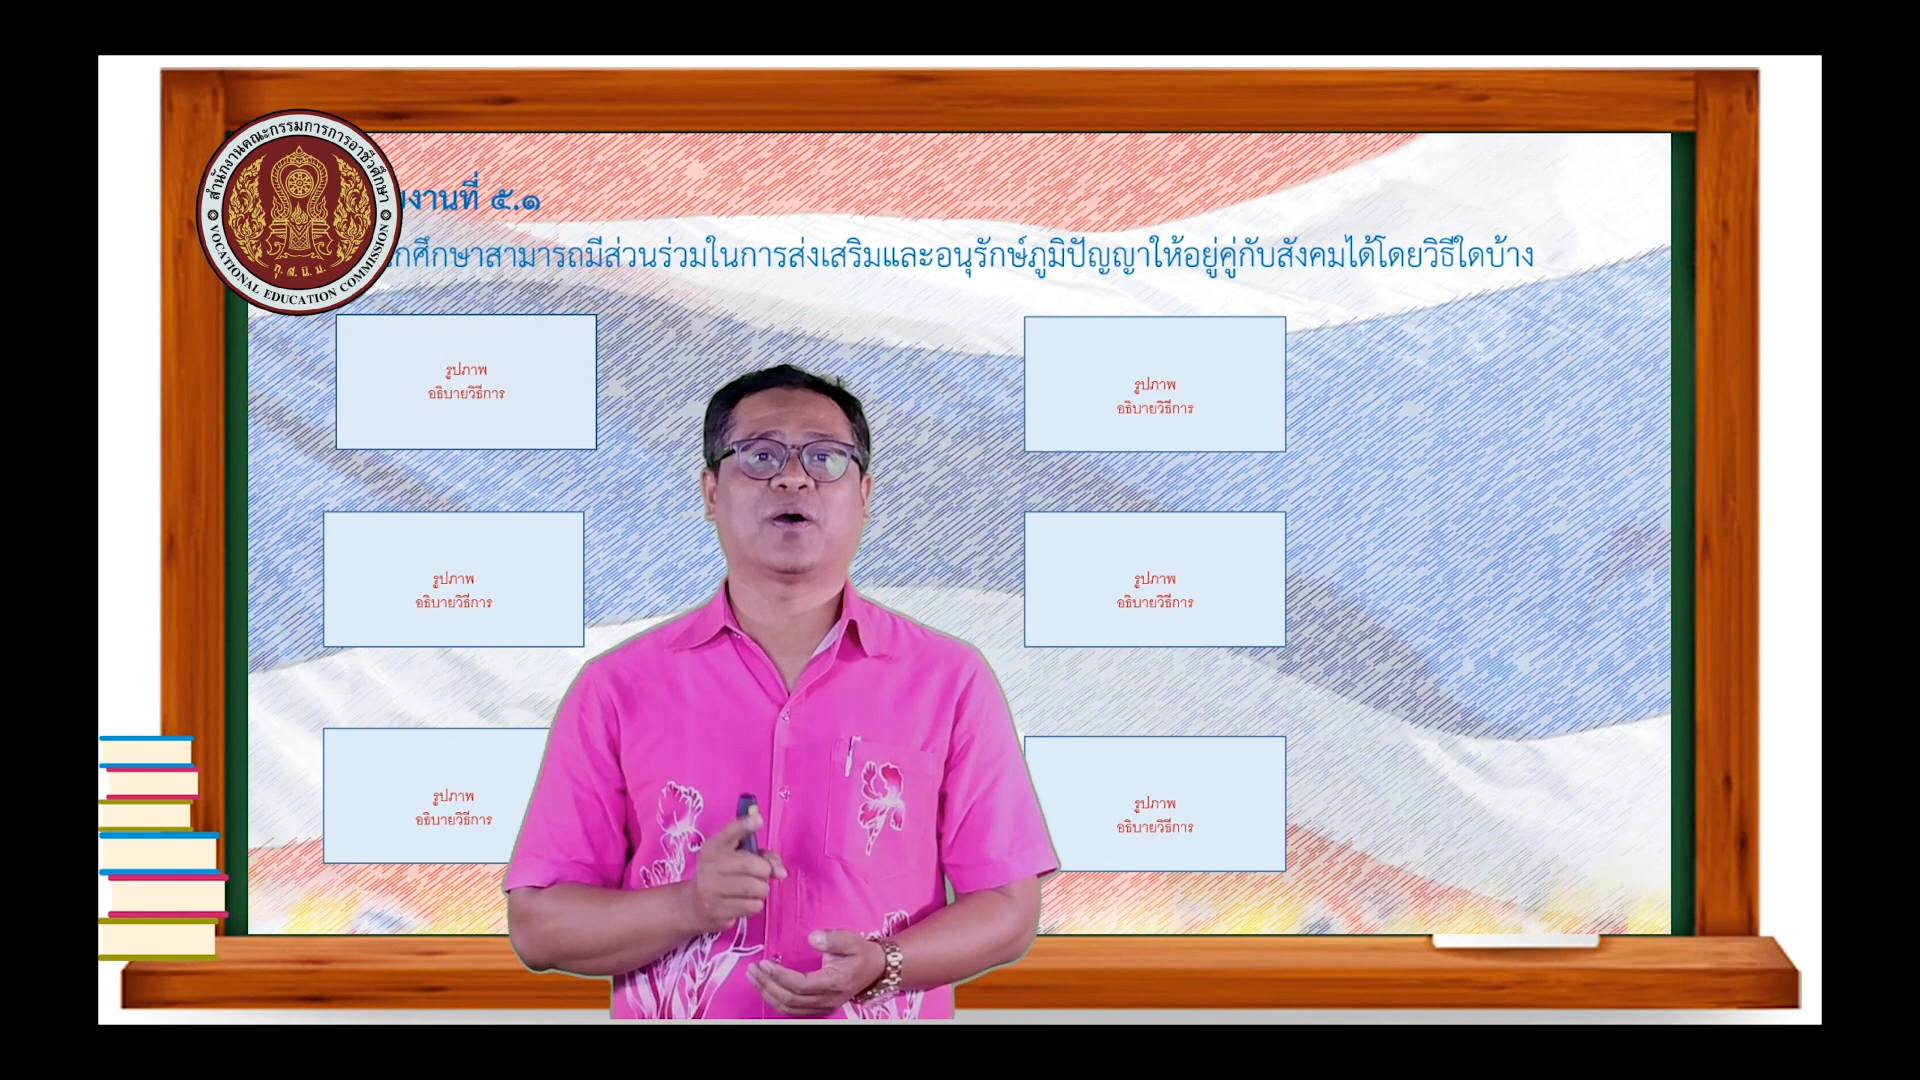 สำนักงานคณะกรรมการการอาชีวศึกษา
ท.ส.นิ.ม.
VOCATIONAL EDUCATION COMMISSION
งานที่ ๕.๑
กศึกษาสามารถมีส่วนร่วมในการส่งเสริมและอนุรักษ์ภูมิปัญญาให้อยู่คู่กับสังคมได้โดยวิธีใดบ้าง
รูปภาพ
อธิบายวิธีการ
รูปภาพ
อธิบายวิธีการ
รูปภาพ
อธิบายวิธีการ
รูปภาพ
อธิบายวิธีการ
รูปภาพ
อธิบายวิธีการ
รูปภาพ
อธิบายวิธีการ